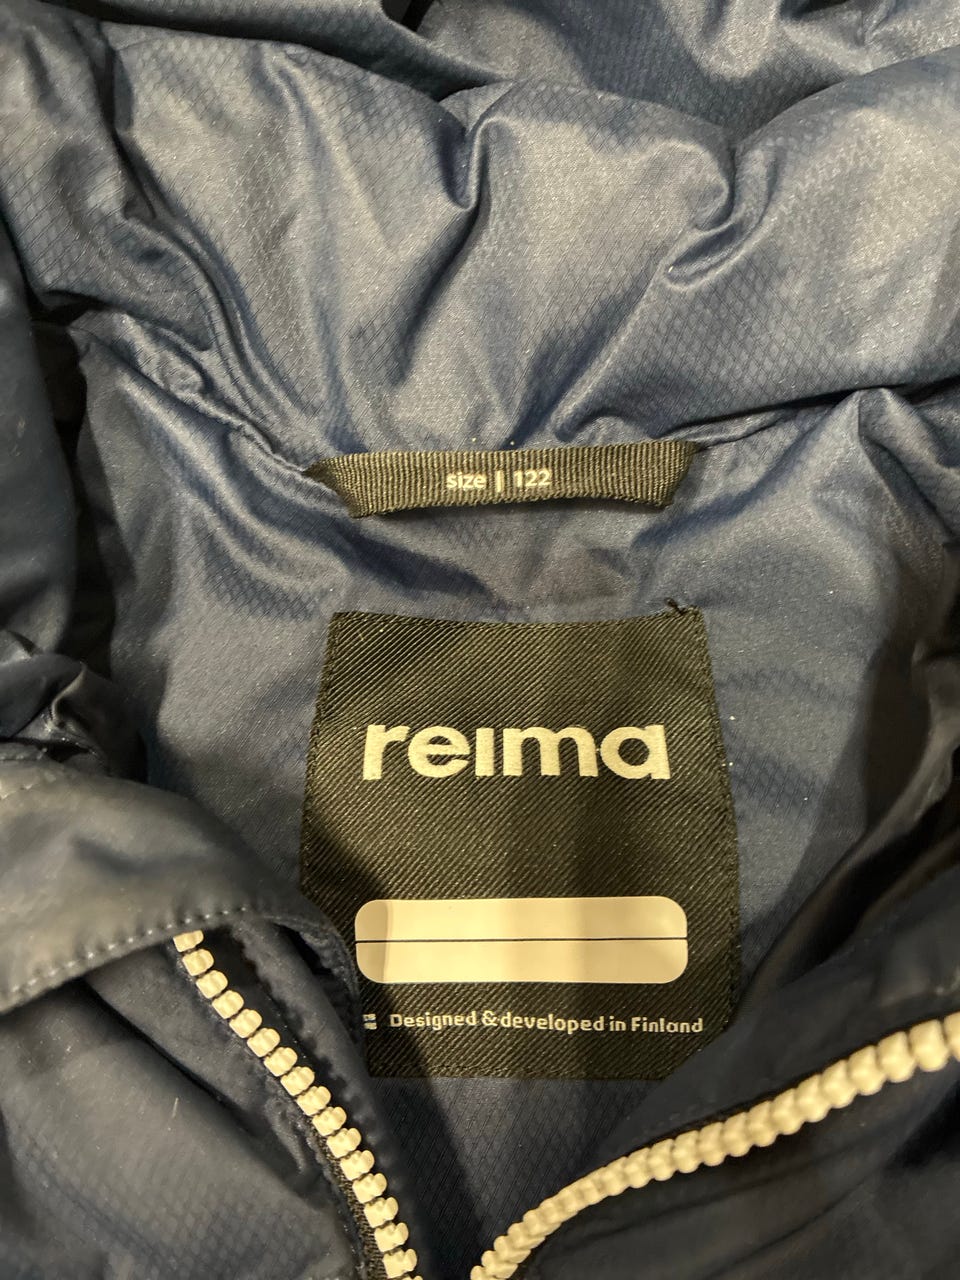 size | 122
reima
Designed & developed in Finland